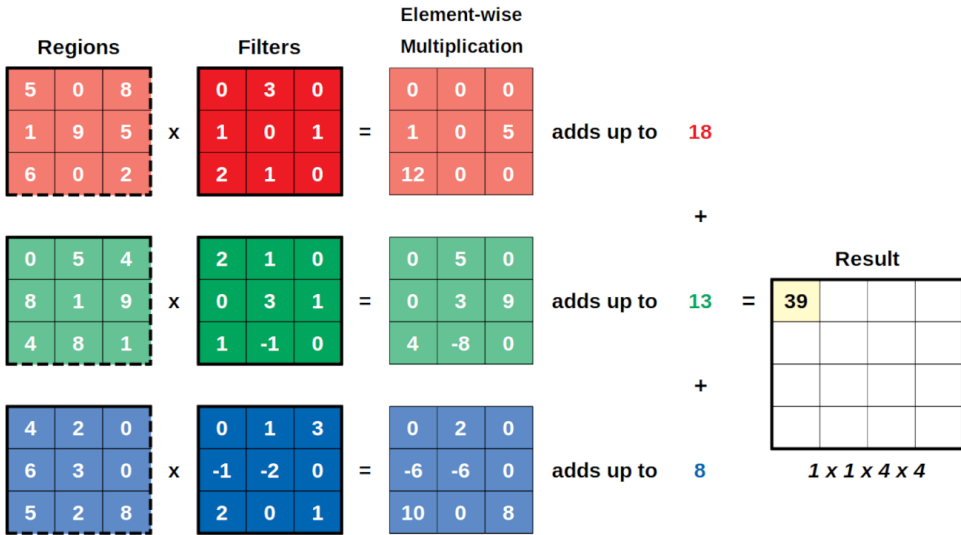 Element-wise
Regions Filters Multiplication
5 0 8 0 3 0 0 0 0
1 9 5 x 1 0 1 = 1 0 5 adds up to 18
6 0 2 2 1 0 12 0 0
+
0 5 4 2 1 0 0 5 0 Result
8 1 9 x 0 3 1 = 0 3 9 adds up to 13 = 39
4 8 1 1 -1 0 4 -8 0
+
4 2 0 0 1 3 0 2 0
6 3 0 x -1 -2 0 = -6 -6 0 adds up to 8 1 x 1 x 4 x 4
5 2 8 2 0 1 10 0 8